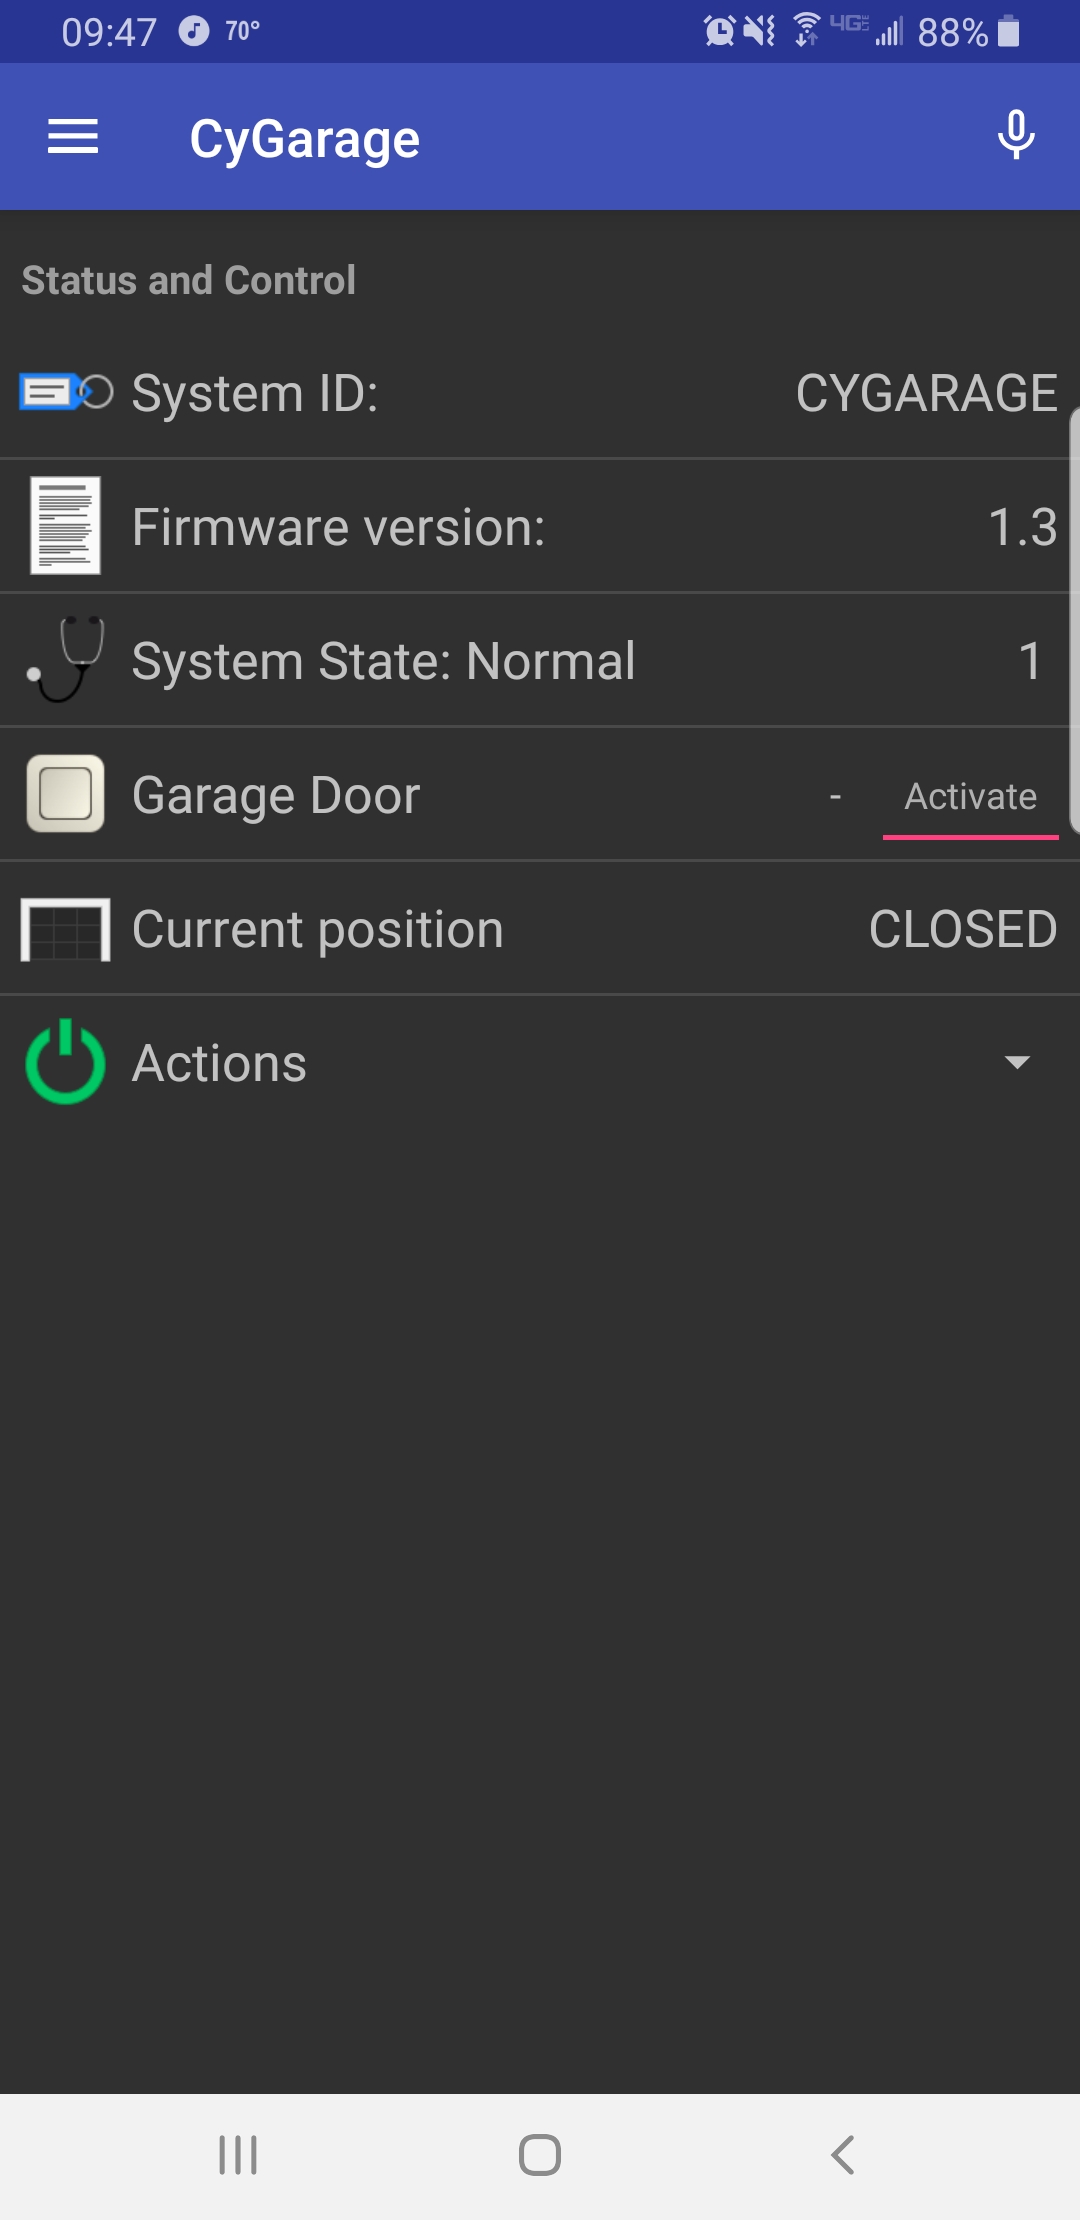 09:47 70° 4G LTE 88%
CyGarage
Status and Control
System ID: CYGARAGE
Firmware version: 1.3
System State: Normal 1
Garage Door - Activate
Current position CLOSED
Actions